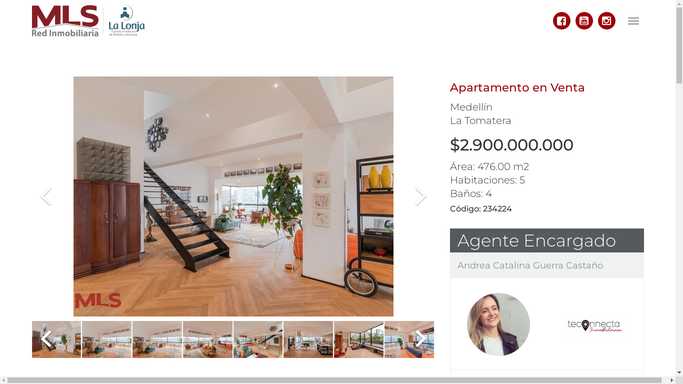 MLS
Red Inmobiliaria
La Lonja
Apartamento en Venta
Medellín
La Tomatera
$2.900.000.000
Área: 476.00 m2
Habitaciones: 5
Baños: 4
Código: 234224
Agente Encargado
Andrea Catalina Guerra Castaño
MLS
teconnecta